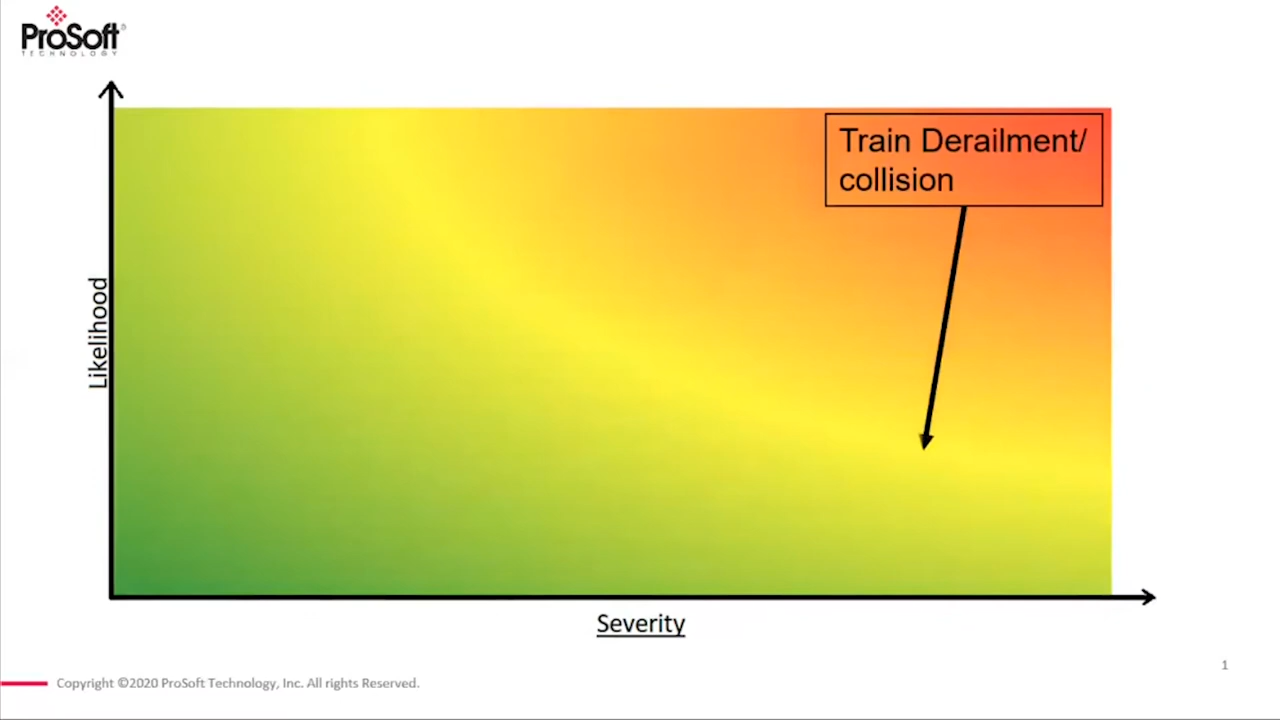 ProSoft
TECHNOLOGY
Train Derailment/
collision
Likelihood
Severity
1
Copyright ©2020 ProSoft Technology, Inc. All rights Reserved.